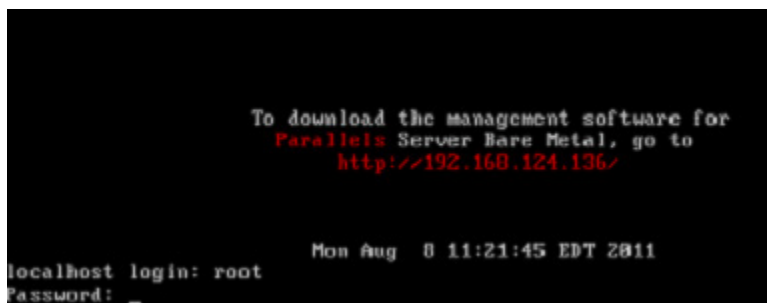 To download the management software for
Parallels Server Bare Metal, go to
http://192.168.124.136/
Mon Aug 8 11:21:45 EDT 2011
localhost login: root
Password: _